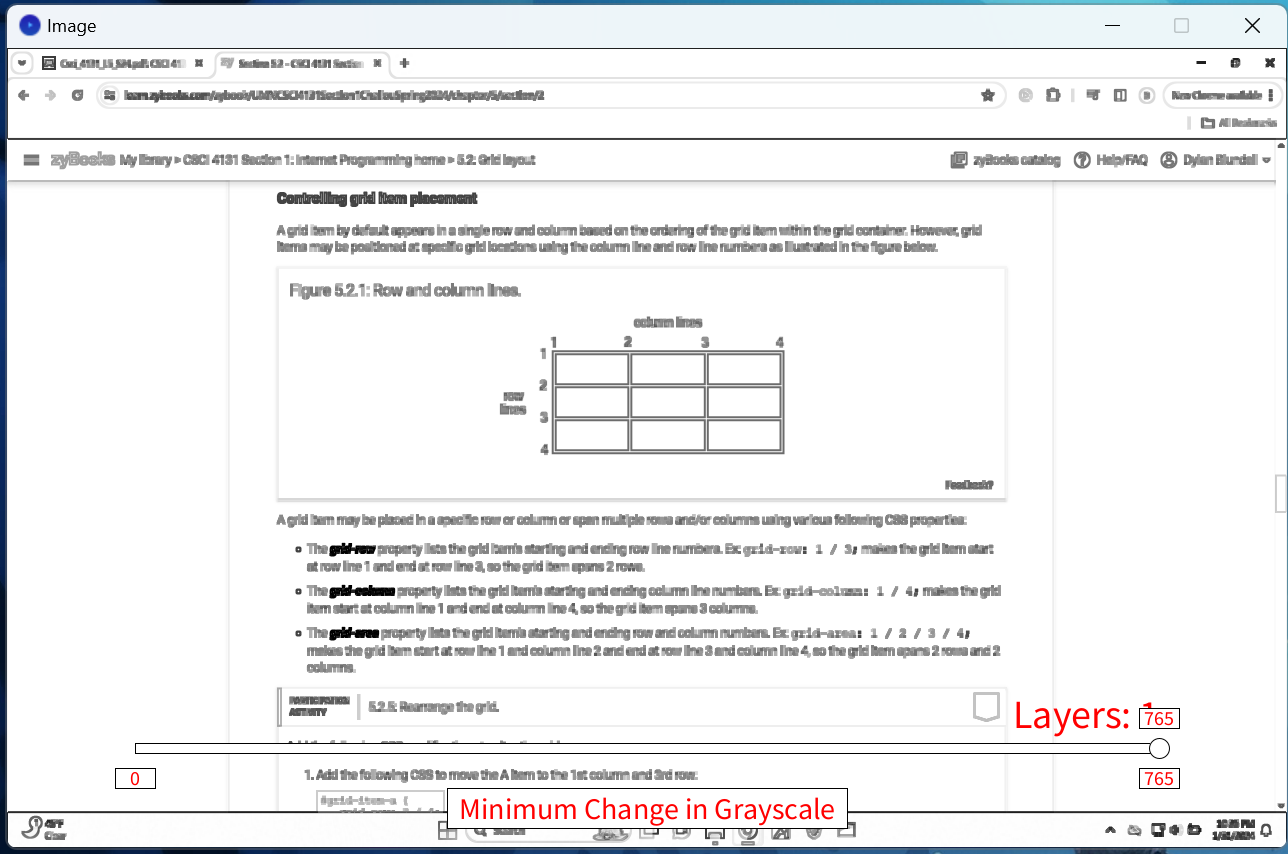 Image
Csci_4131_L5_S24.pdf: CSCI 41
zy Section 5.2 - CSCI 4131 Section
learn.zybooks.com/zybook/UMNCSCI4131Section1ChallouSpring2024/chapter/5/section/2
New Chrome available
All Bookmarks
zyBooks My library > CSCI 4131 Section 1: Internet Programming home > 5.2: Grid layout
zyBooks catalog Help/FAQ Dylan Blundell
Controlling grid item placement
A grid item by default appears in a single row and column based on the ordering of the grid item within the grid container. However, grid
items may be positioned at specific grid locations using the column line and row line numbers as illustrated in the figure below.
Figure 5.2.1: Row and column lines.
column lines
1 2 3 4
1
2
row
lines
3
4
Feedback?
A grid item may be placed in a specific row or column or span multiple rows and/or columns using various following CSS properties:
The grid-row property lists the grid item's starting and ending row line numbers. Ex: grid-row: 1 / 3; makes the grid item start
at row line 1 and end at row line 3, so the grid item spans 2 rows.
The grid-column property lists the grid item's starting and ending column line numbers. Ex: grid-column: 1 / 4; makes the grid
item start at column line 1 and end at column line 4, so the grid item spans 3 columns.
The grid-area property lists the grid item's starting and ending row and column numbers. Ex: grid-area: 1 / 2 / 3 / 4;
makes the grid item start at row line 1 and column line 2 and end at row line 3 and column line 4, so the grid item spans 2 rows and 2
columns.
PARTICIPATION
ACTIVITY
5.2.5: Rearrange the grid.
Layers:
765
0
765
1. Add the following CSS to move the A item to the 1st column and 3rd row:
#grid-item-a {
Minimum Change in Grayscale
Clear
Search
10:25 PM